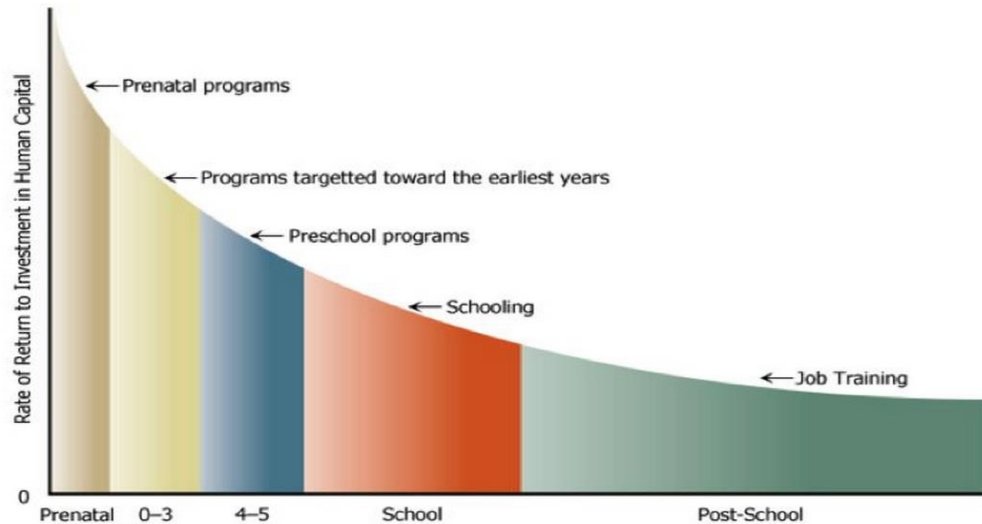 Rate of Return to Investment in Human Capital
Prenatal programs
Programs targetted toward the earliest years
Preschool programs
Schooling
Job Training
0
Prenatal
0–3
4–5
School
Post-School